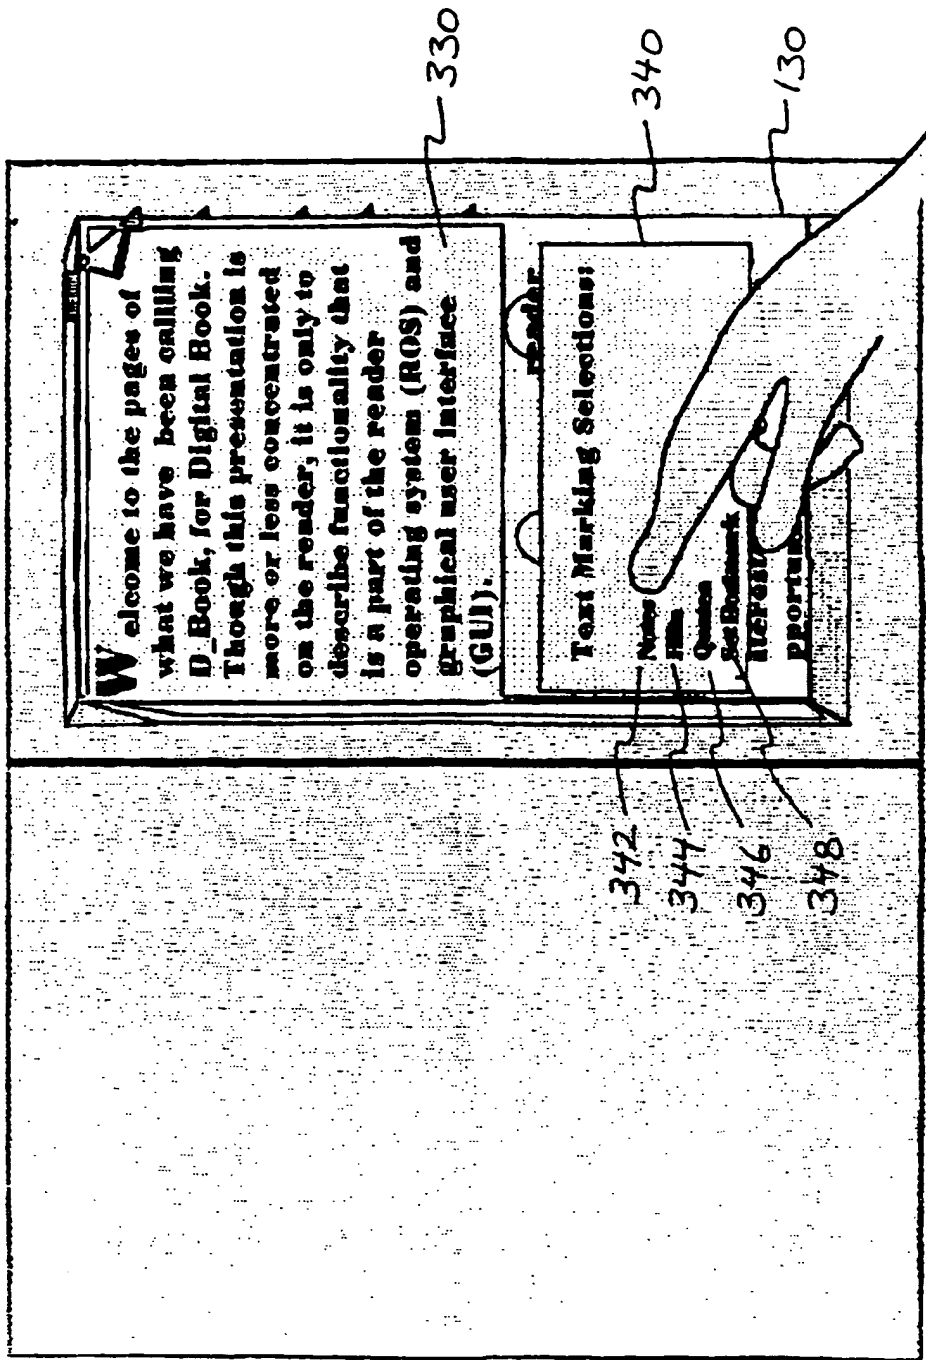 Welcome to the pages of
what we have been calling
D_Book, for Digital Book.
Though this presentation is
more or less concentrated
on the reader, it is only to
describe functionality that
is a part of the reader
operating system (ROS) and
graphical user interface
(GUI).
330
reader
Text Marking Selections:
340
342 Notes
344
346 Quotes
348 Set Bookmark
pportun
130